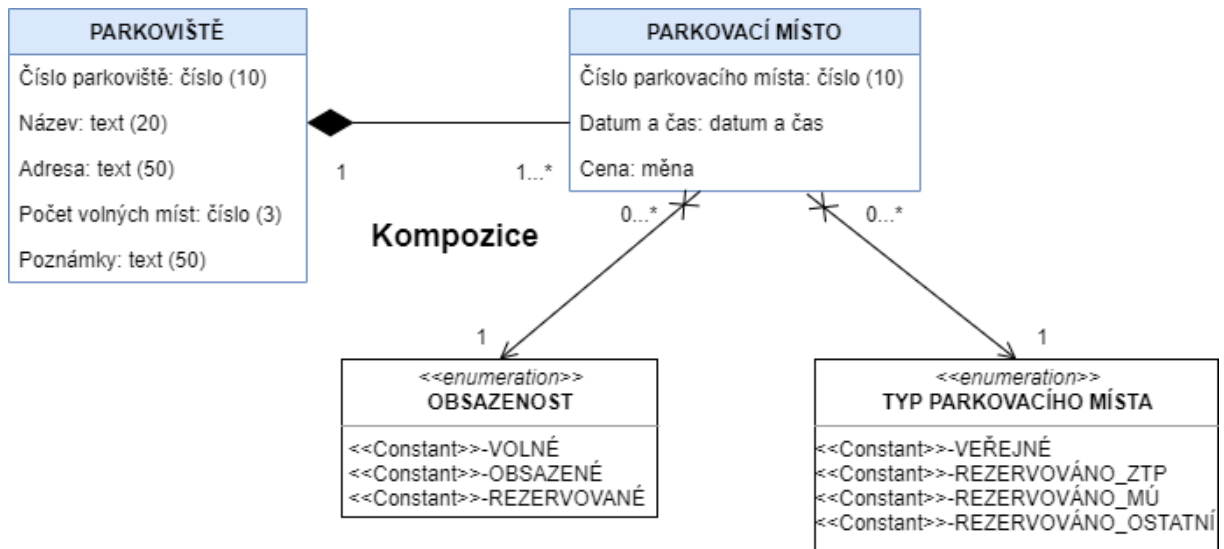 PARKOVIŠTĚ
Číslo parkoviště: číslo (10)
Název: text (20)
Adresa: text (50)
Počet volných míst: číslo (3)
Poznámky: text (50)
PARKOVACÍ MÍSTO
Číslo parkovacího místa: číslo (10)
Datum a čas: datum a čas
Cena: měna
1
1...*
Kompozice
0...*
0...*
1
1
<<enumeration>>
OBSAZENOST
<<Constant>>-VOLNÉ
<<Constant>>-OBSAZENÉ
<<Constant>>-REZERVOVANÉ
<<enumeration>>
TYP PARKOVACÍHO MÍSTA
<<Constant>>-VEŘEJNÉ
<<Constant>>-REZERVOVÁNO_ZTP
<<Constant>>-REZERVOVÁNO_MÚ
<<Constant>>-REZERVOVÁNO_OSTATNÍ